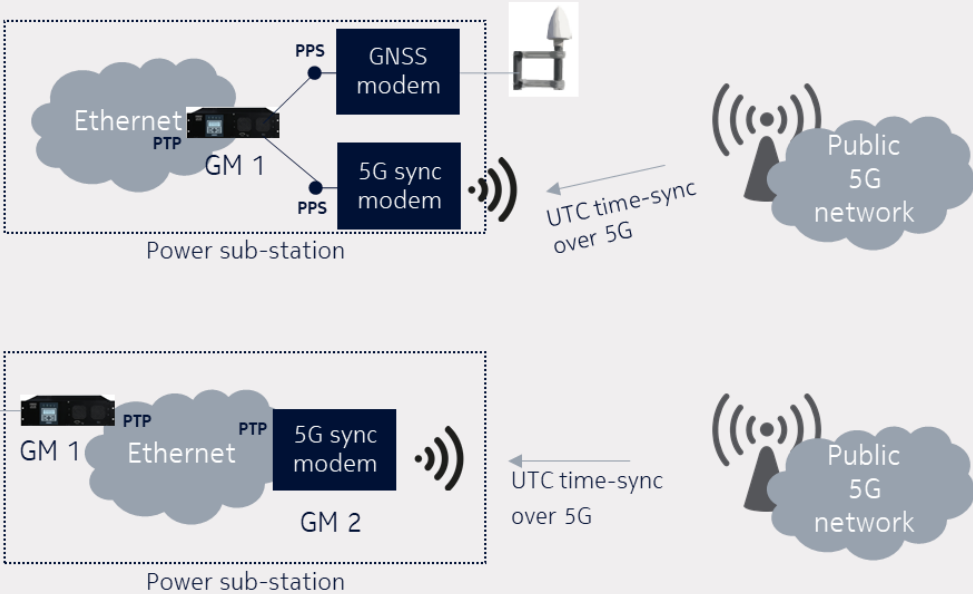 PPS
GNSS
modem
Ethernet
PTP
GM 1
5G sync
modem
PPS
Power sub-station
UTC time-sync
over 5G
Public
5G
network
GM 1
PTP
Ethernet
PTP
5G sync
modem
GM 2
Power sub-station
UTC time-sync
over 5G
Public
5G
network